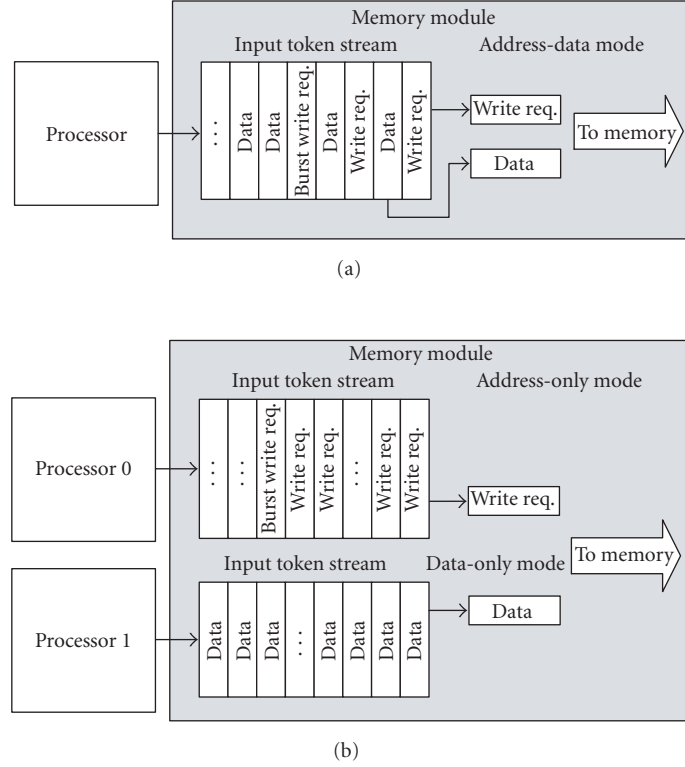 Memory module
Input token stream
Address-data mode
Processor
. . .
Data
Data
Burst write req.
Data
Write req.
Data
Write req.
Write req.
Data
To memory
(a)
Memory module
Input token stream
Address-only mode
Processor 0
. . .
. . .
Burst write req.
Write req.
Write req.
. . .
Write req.
Write req.
Write req.
To memory
Input token stream
Data-only mode
Processor 1
Data
Data
Data
. . .
Data
Data
Data
Data
Data
(b)